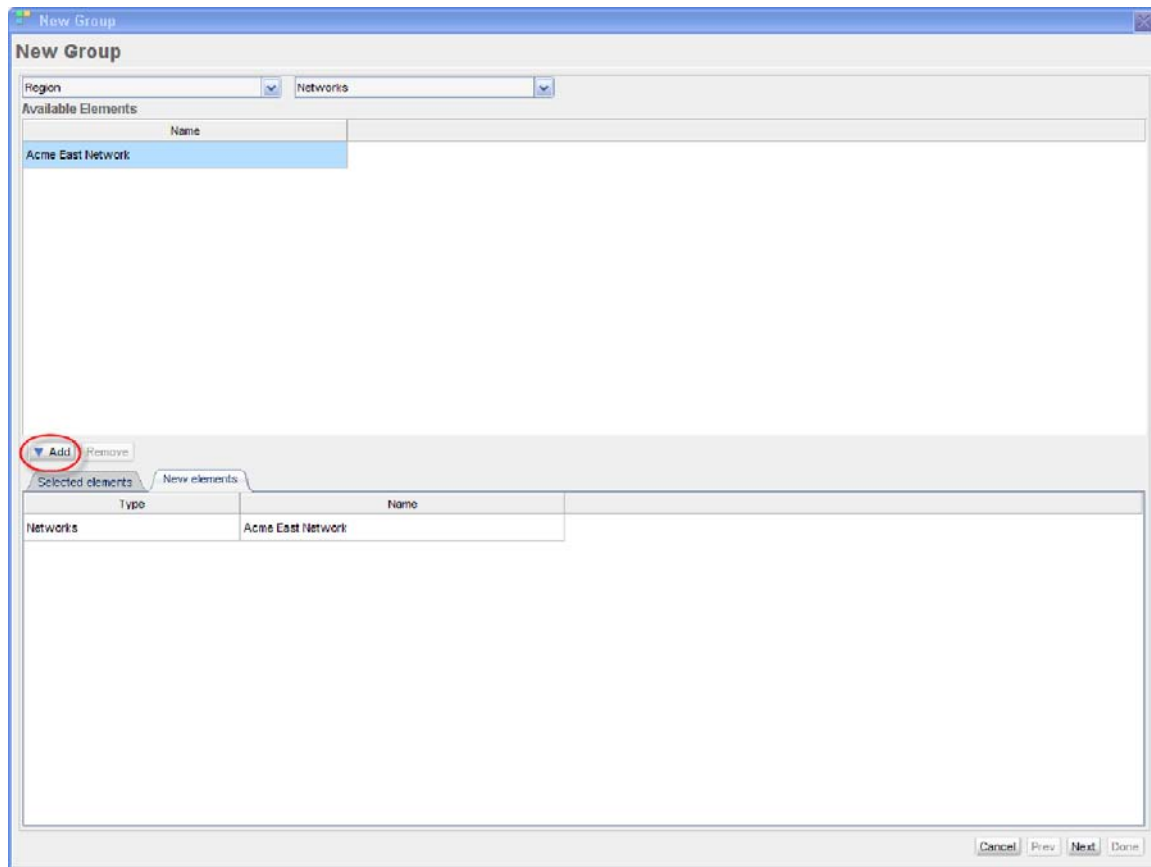 New Group
New Group
Region Networks
Available Elements
Name
Acme East Network
Add Remove
Selected elements New elements
Type Name
Networks Acme East Network
Cancel Prev Next Done